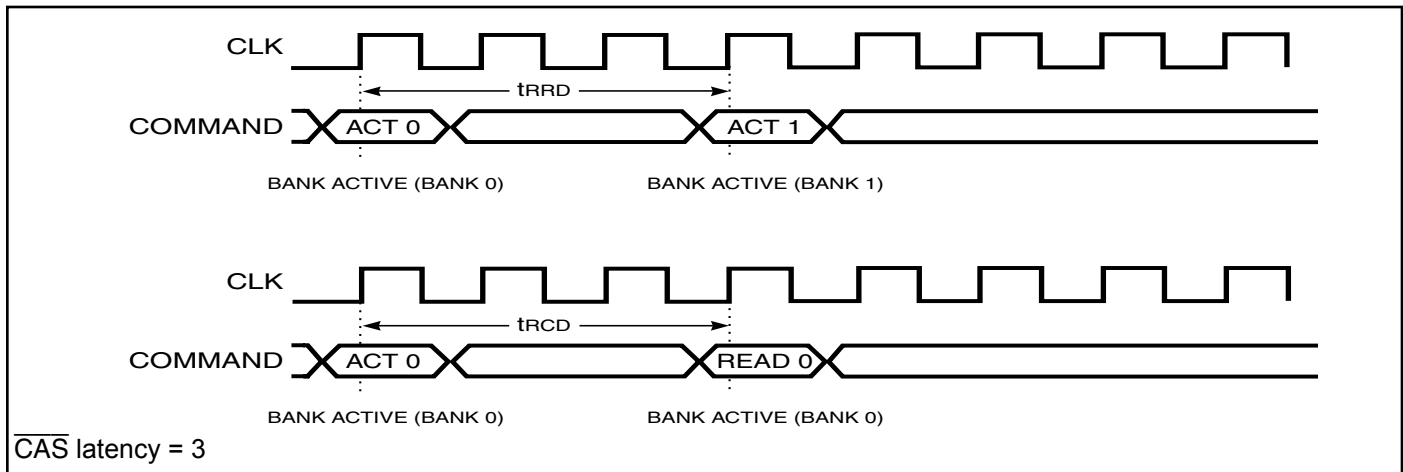 CLK
tRRD
COMMAND ACT 0 ACT 1
BANK ACTIVE (BANK 0) BANK ACTIVE (BANK 1)
CLK
tRCD
COMMAND ACT 0 READ 0
BANK ACTIVE (BANK 0) BANK ACTIVE (BANK 0)
C̅A̅S̅ latency = 3